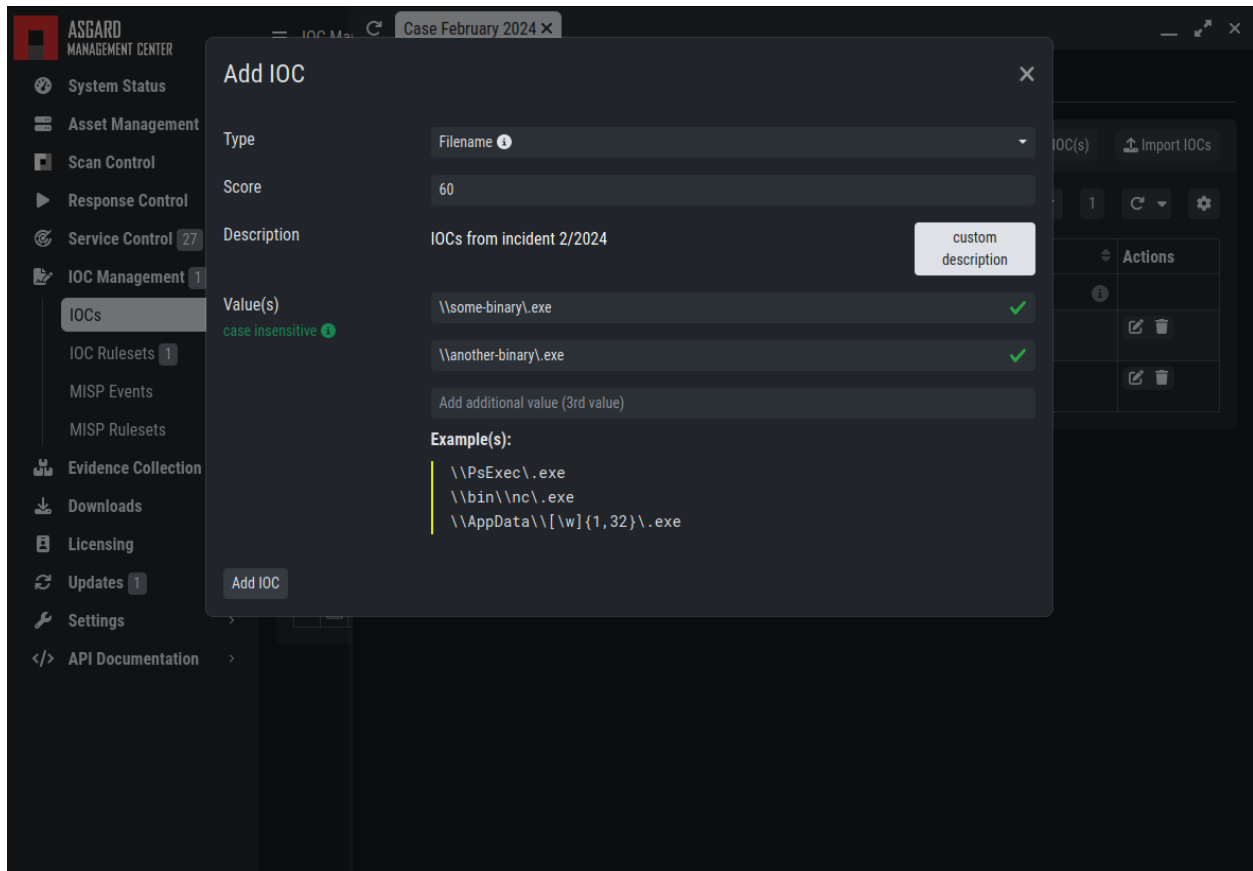 ASGARD
MANAGEMENT CENTER
System Status
Asset Management
Scan Control
Response Control
Service Control 27
IOC Management 1
IOCs
IOC Rulesets 1
MISP Events
MISP Rulesets
Evidence Collection
Downloads
Licensing
Updates 1
Settings
API Documentation
IOC Ma
Case February 2024
Add IOC
Type
Filename
Score
60
Description
IOCs from incident 2/2024
custom
description
Value(s)
case insensitive
\\some-binary\.exe
\\another-binary\.exe
Add additional value (3rd value)
Example(s):
\\PsExec\.exe
\\bin\\nc\.exe
\\AppData\\[\w]{1,32}\.exe
Add IOC
IOC(s)
Import IOCs
1
Actions